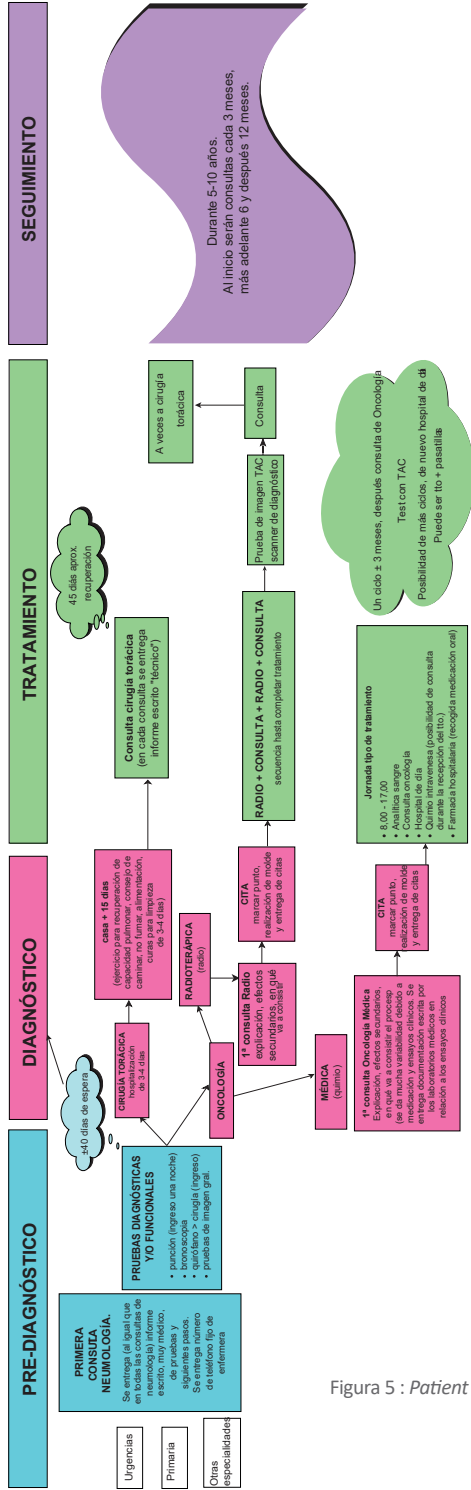 PRE-DIAGNÓSTICO
DIAGNÓSTICO
TRATAMIENTO
SEGUIMIENTO
Urgencias
Primaria
Otras
especialidades
PRIMERA
CONSUTA
NEUMOLOGÍA.
Se entrega (al igual que
en todas las consultas de
neumología) informe
escrito, muy médico,
de pruebas y
siguientes pasos.
Se entrega número
de teléfono fijo de
enfermera
PRUEBAS DIAGNÓSTICAS
Y/O FUNCIONALES
• punción (ingreso una noche)
• bronoscopia
• quirófano > cirugía (ingreso)
• pruebas de imagen gral.
±40 días de espera
CIRUGÍA TORÁCICA
hospitalización
de 3-4 días
casa + 15 días
(ejercicio para recuperación de
capacidad pulmonar, consejo de
caminar, no fumar, alimentación,
curas para limpieza
de 3-4 días)
Consulta cirugía torácica
(en cada consulta se entrega
informe escrito "técnico")
45 diás aprox.
recuperación
ONCOLOGÍA
RADIOTERÁPICA
(radio)
1ª consulta Radio
explicación, efectos
secundarios, en qué
va a consistir
CITA
marcar punto,
realización de molde
y entrega de citas
RADIO + CONSULTA + RADIO + CONSULTA
secuencia hasta completar tratamiento
Prueba de imagen TAC
scanner de diagnóstico
Consulta
A veces a cirugía
torácica
MÉDICA
(quimio)
1ª consulta Oncología Médica
Explicación, efectos secundarios.
en qué va a consistir el procesp
(se da mucha variabilidad debido a
medicación y ensayos clínicos. Se
entrega documentación escrita por
los laboratorios médicos en
relación a los ensayos clínicos
CITA
marcar punto,
ealización de molde
y entrega de citas
Jornada tipo de tratamiento
• 8.00 - 17.00
• Analítica sangre
• Consulta oncología
• Hospital de día
• Quimio intravenesa (posibilidad de consulta
durante la recepción del tto.)
• Farmacia hospitalaria (recogida medicación oral)
Un ciclo ± 3 meses, después consulta de Oncología
Test con TAC
Posibilidad de más ciclos, de nuevo hospital de día
Puede ser tto + pasatillas
Durante 5-10 años.
Al inicio serán consultas cada 3 meses,
más adelante 6 y después 12 meses.
Figura 5 : Patient